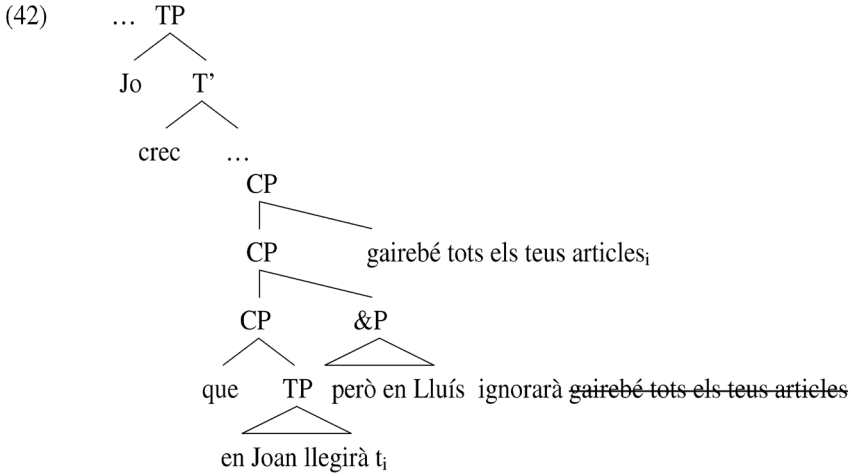 (42) … TP
Jo T’
crec …
CP
CP gairebé tots els teus articlesᵢ
CP &P
que TP però en Lluís ignorarà gairebé tots els teus articles
en Joan llegirà tᵢ